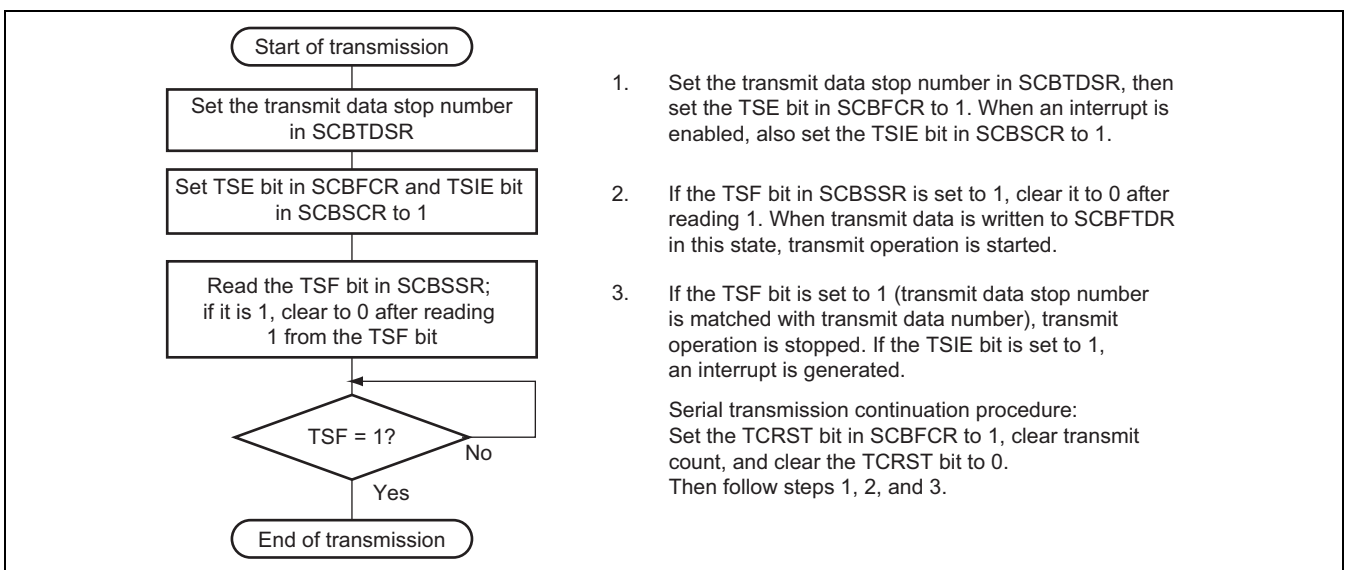 Start of transmission
Set the transmit data stop number
in SCBTDSR
Set TSE bit in SCBFCR and TSIE bit
in SCBSCR to 1
Read the TSF bit in SCBSSR;
if it is 1, clear to 0 after reading
1 from the TSF bit
TSF = 1?
No
Yes
End of transmission
1. Set the transmit data stop number in SCBTDSR, then
set the TSE bit in SCBFCR to 1. When an interrupt is
enabled, also set the TSIE bit in SCBSCR to 1.
2. If the TSF bit in SCBSSR is set to 1, clear it to 0 after
reading 1. When transmit data is written to SCBFTDR
in this state, transmit operation is started.
3. If the TSF bit is set to 1 (transmit data stop number
is matched with transmit data number), transmit
operation is stopped. If the TSIE bit is set to 1,
an interrupt is generated.
Serial transmission continuation procedure:
Set the TCRST bit in SCBFCR to 1, clear transmit
count, and clear the TCRST bit to 0.
Then follow steps 1, 2, and 3.